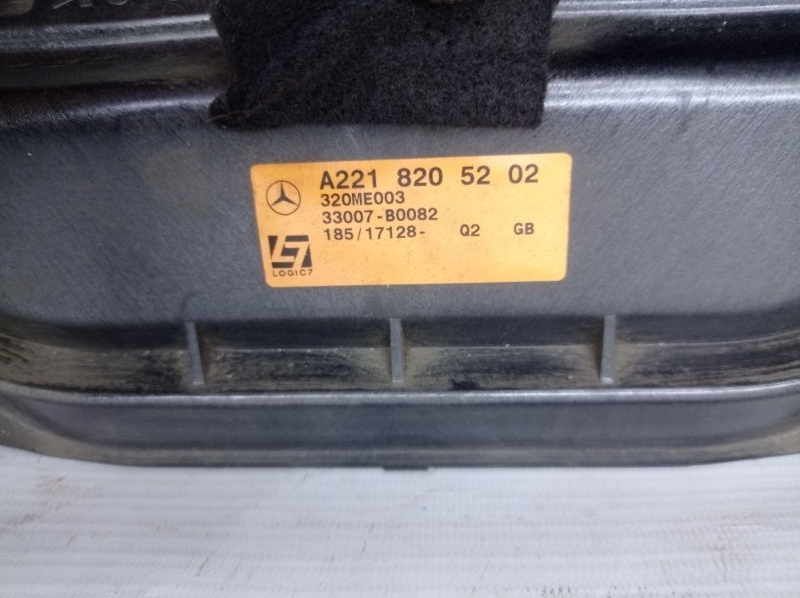 A221 820 52 02
320ME003
33007-B0082
185/17128- Q2 GB
LOGIC7